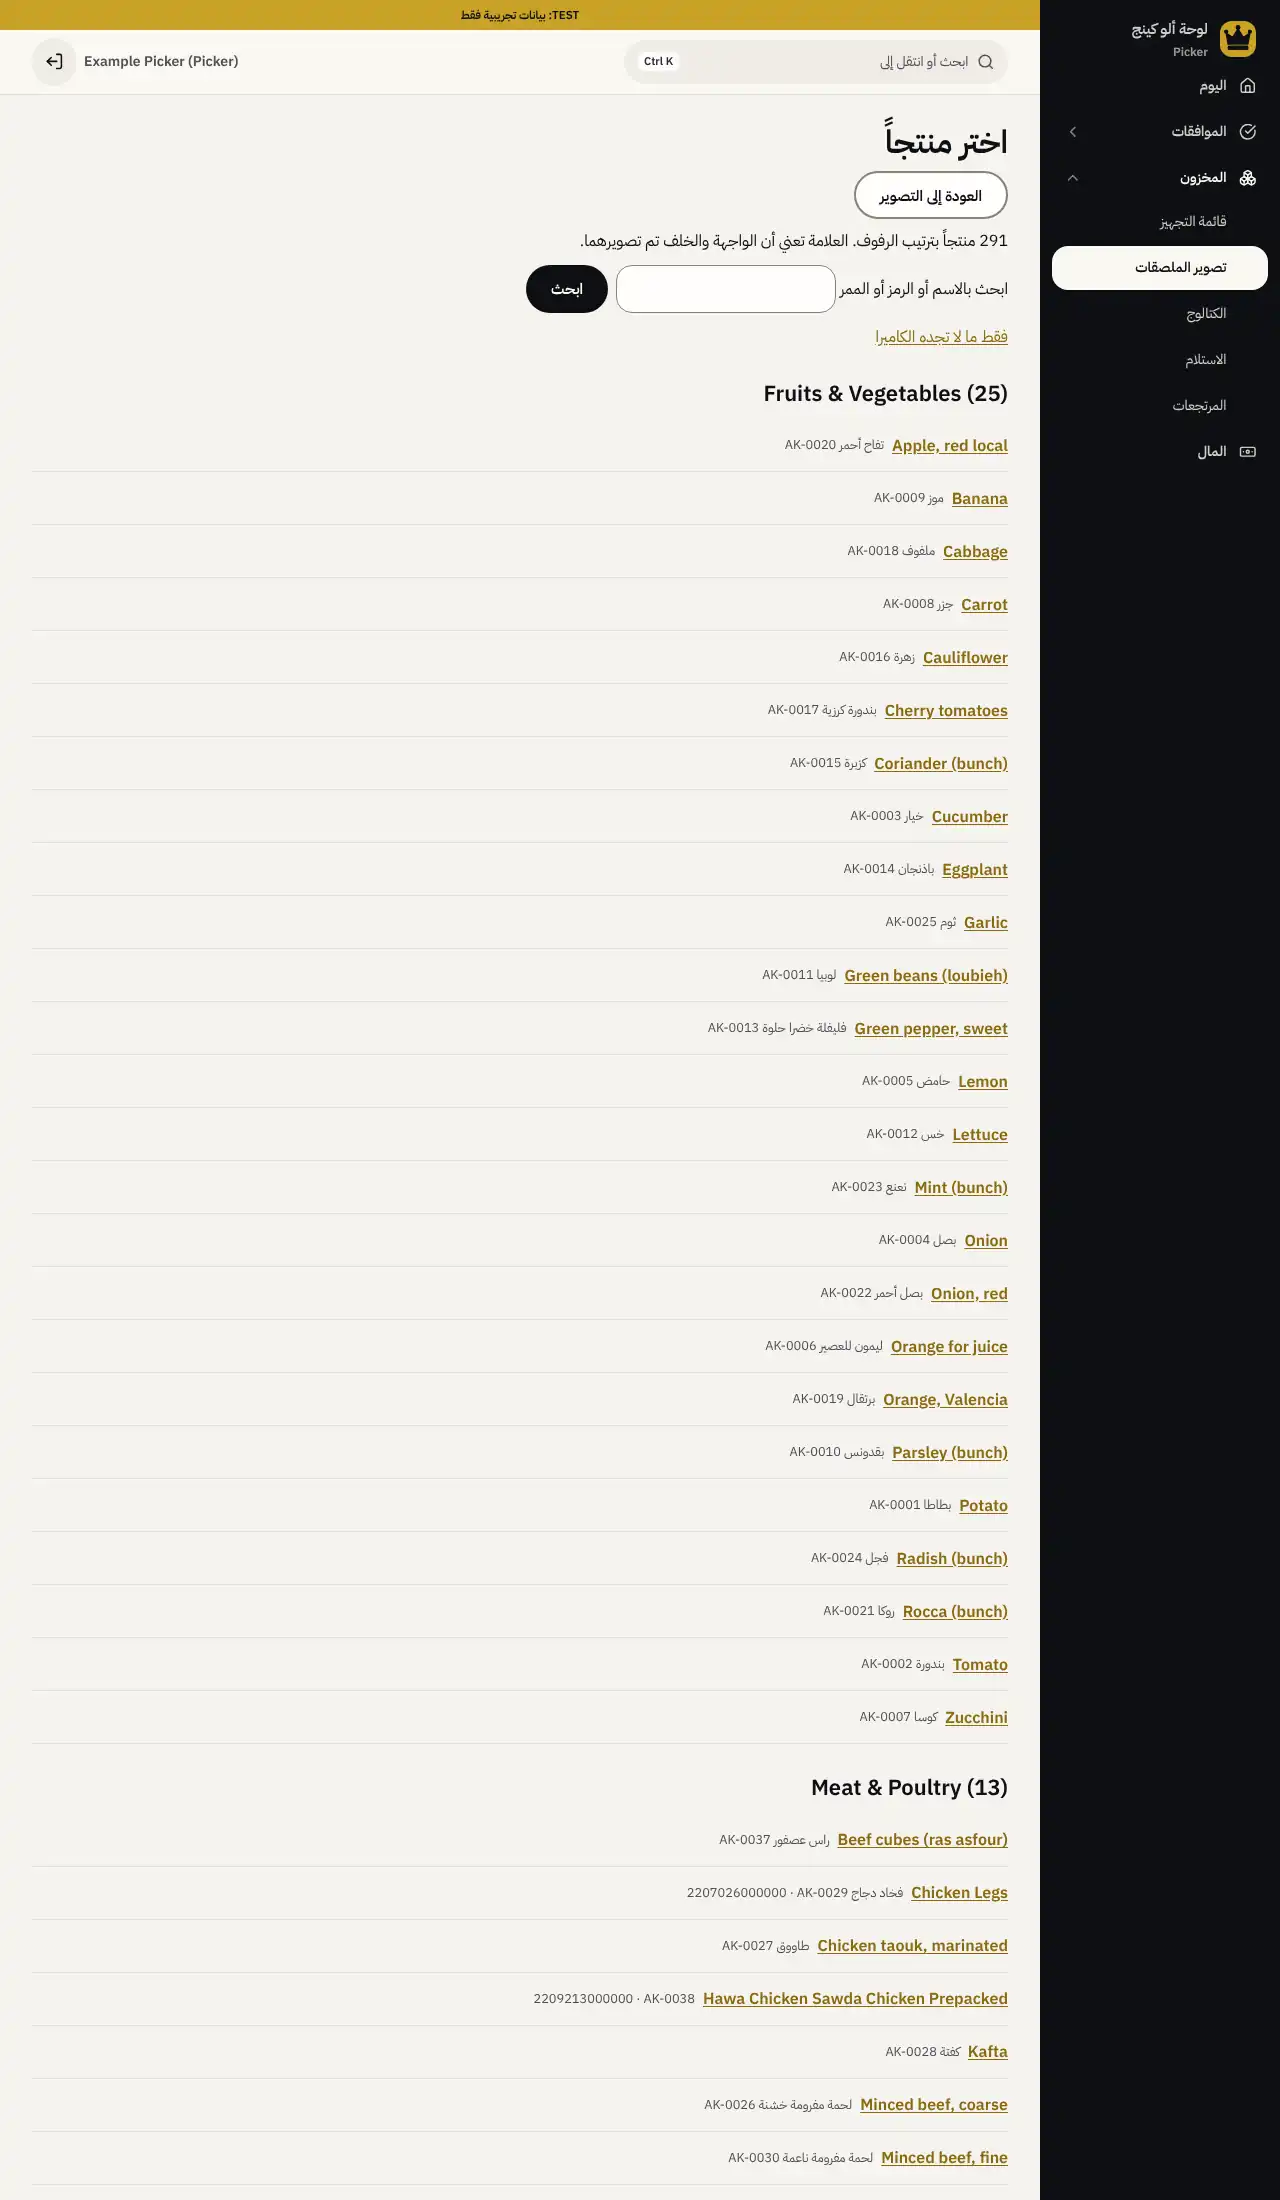 TEST: بيانات تجريبية فقط
لوحة ألو كينج
Picker
اليوم
الموافقات
المخزون
قائمة التجهيز
تصوير الملصقات
الكتالوج
الاستلام
المرتجعات
المال
ابحث أو انتقل إلى
Ctrl K
Example Picker (Picker)
اختر منتجاً
العودة إلى التصوير
291 منتجاً بترتيب الرفوف. العلامة تعني أن الواجهة والخلف تم تصويرهما.
ابحث بالاسم أو الرمز أو الممر
ابحث
فقط ما لا تجده الكاميرا
Fruits & Vegetables (25)
Apple, red local تفاح أحمر AK-0020
Banana موز AK-0009
Cabbage ملفوف AK-0018
Carrot جزر AK-0008
Cauliflower زهرة AK-0016
Cherry tomatoes بندورة كرزية AK-0017
Coriander (bunch) كزبرة AK-0015
Cucumber خيار AK-0003
Eggplant باذنجان AK-0014
Garlic ثوم AK-0025
Green beans (loubieh) لوبيا AK-0011
Green pepper, sweet فليفلة خضرا حلوة AK-0013
Lemon حامض AK-0005
Lettuce خس AK-0012
Mint (bunch) نعنع AK-0023
Onion بصل AK-0004
Onion, red بصل أحمر AK-0022
Orange for juice ليمون للعصير AK-0006
Orange, Valencia برتقال AK-0019
Parsley (bunch) بقدونس AK-0010
Potato بطاطا AK-0001
Radish (bunch) فجل AK-0024
Rocca (bunch) روكا AK-0021
Tomato بندورة AK-0002
Zucchini كوسا AK-0007
Meat & Poultry (13)
Beef cubes (ras asfour) راس عصفور AK-0037
Chicken Legs فخاد دجاج AK-0029 · 2207026000000
Chicken taouk, marinated طاووق AK-0027
Hawa Chicken Sawda Chicken Prepacked AK-0038 · 2209213000000
Kafta كفتة AK-0028
Minced beef, coarse لحمة مفرومة خشنة AK-0026
Minced beef, fine لحمة مفرومة ناعمة AK-0030